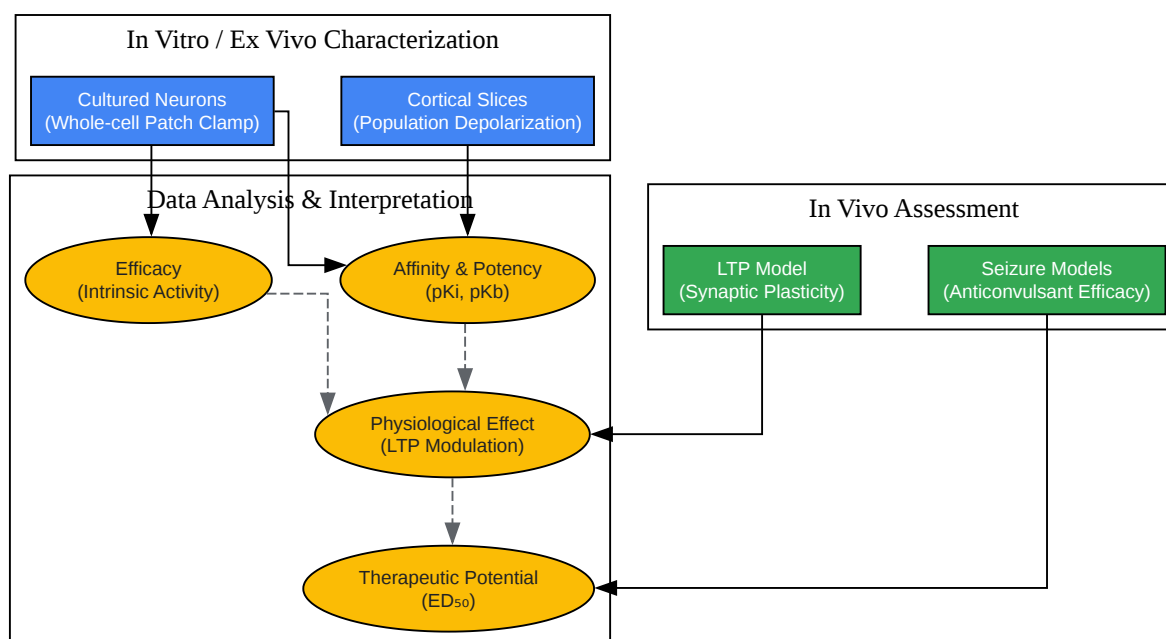 In Vitro / Ex Vivo Characterization
Cultured Neurons
(Whole-cell Patch Clamp)
Cortical Slices
(Population Depolarization)
Data Analysis & Interpretation
In Vivo Assessment
Efficacy
(Intrinsic Activity)
Affinity & Potency
(pKi, pKb)
LTP Model
(Synaptic Plasticity)
Seizure Models
(Anticonvulsant Efficacy)
Physiological Effect
(LTP Modulation)
Therapeutic Potential
(ED₅₀)